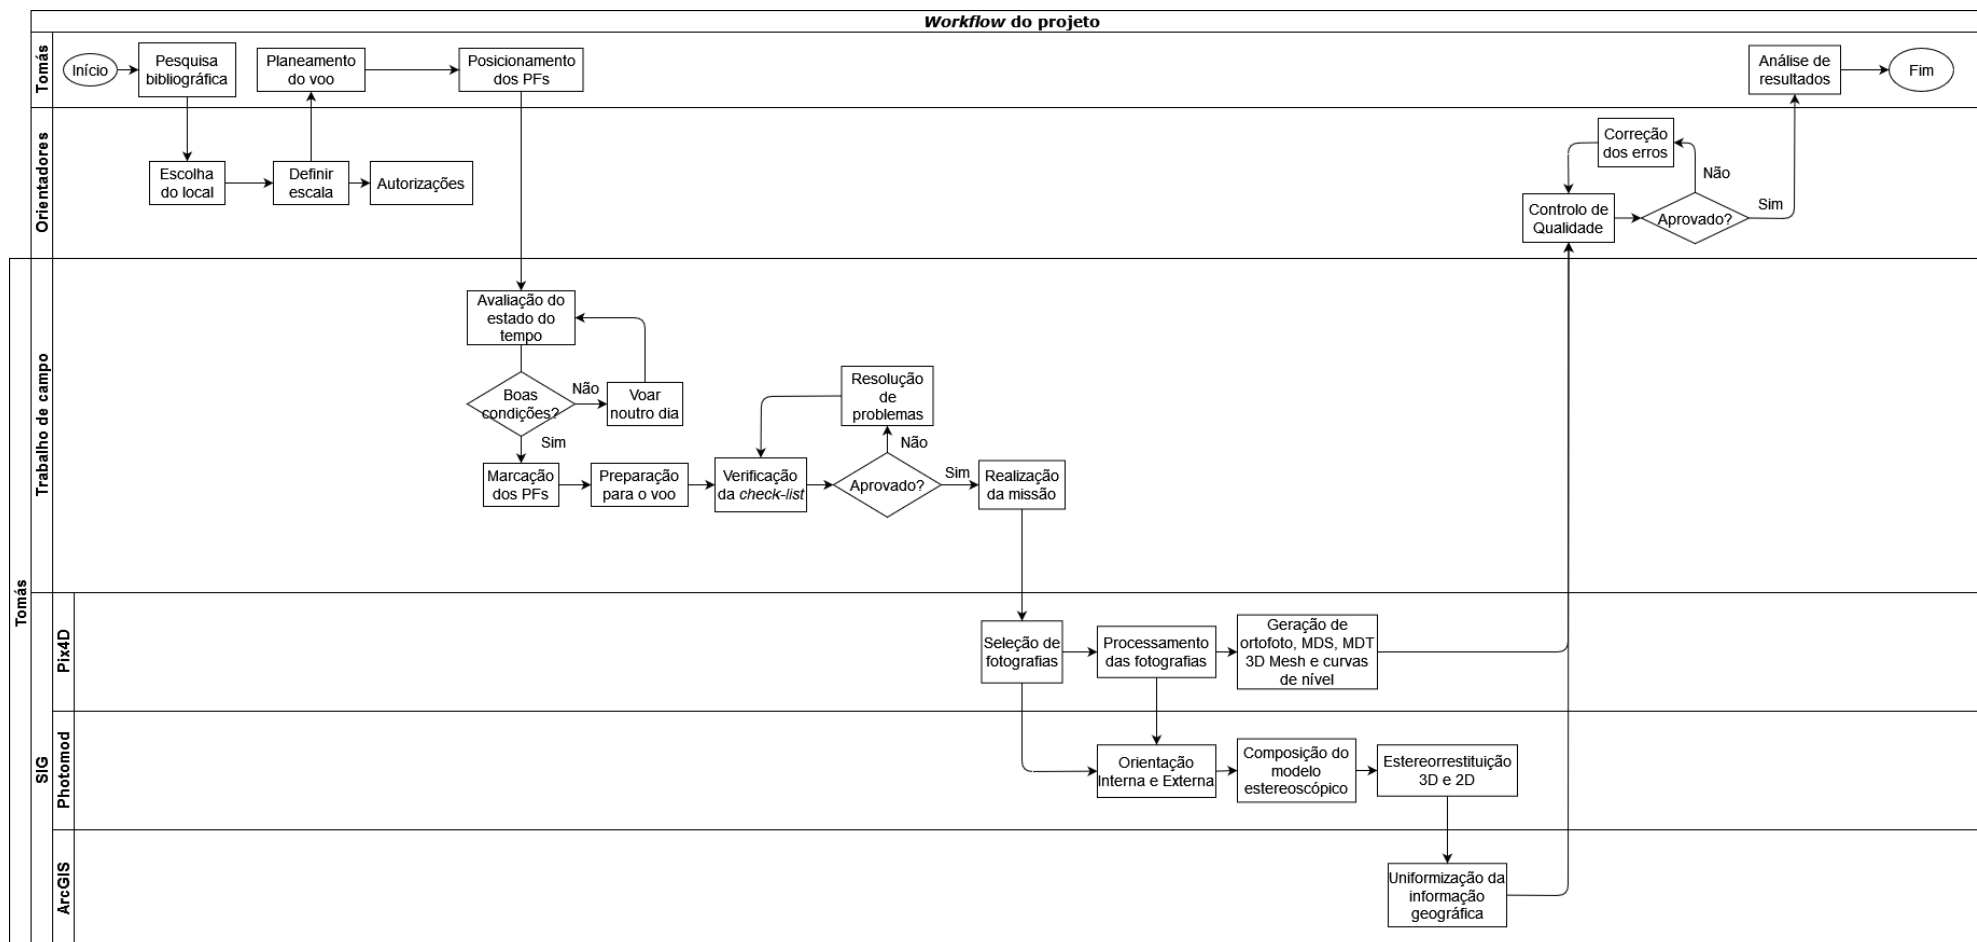 Workflow do projeto
Tomás
Início
Pesquisa
bibliográfica
Planeamento
do voo
Posicionamento
dos PFs
Análise de
resultados
Fim
Orientadores
Escolha
do local
Definir
escala
Autorizações
Correção
dos erros
Não
Controlo de
Qualidade
Aprovado?
Sim
Tomás
Trabalho de campo
Avaliação do
estado do
tempo
Boas
condições?
Não
Voar
noutro dia
Sim
Marcação
dos PFs
Preparação
para o voo
Verificação
da check-list
Resolução
de
problemas
Não
Aprovado?
Sim
Realização
da missão
SIG
Pix4D
Seleção de
fotografias
Processamento
das fotografias
Geração de
ortofoto, MDS, MDT
3D Mesh e curvas
de nível
Photomod
Orientação
Interna e Externa
Composição do
modelo
estereoscópico
Estereorrestituição
3D e 2D
ArcGIS
Uniformização da
informação
geográfica